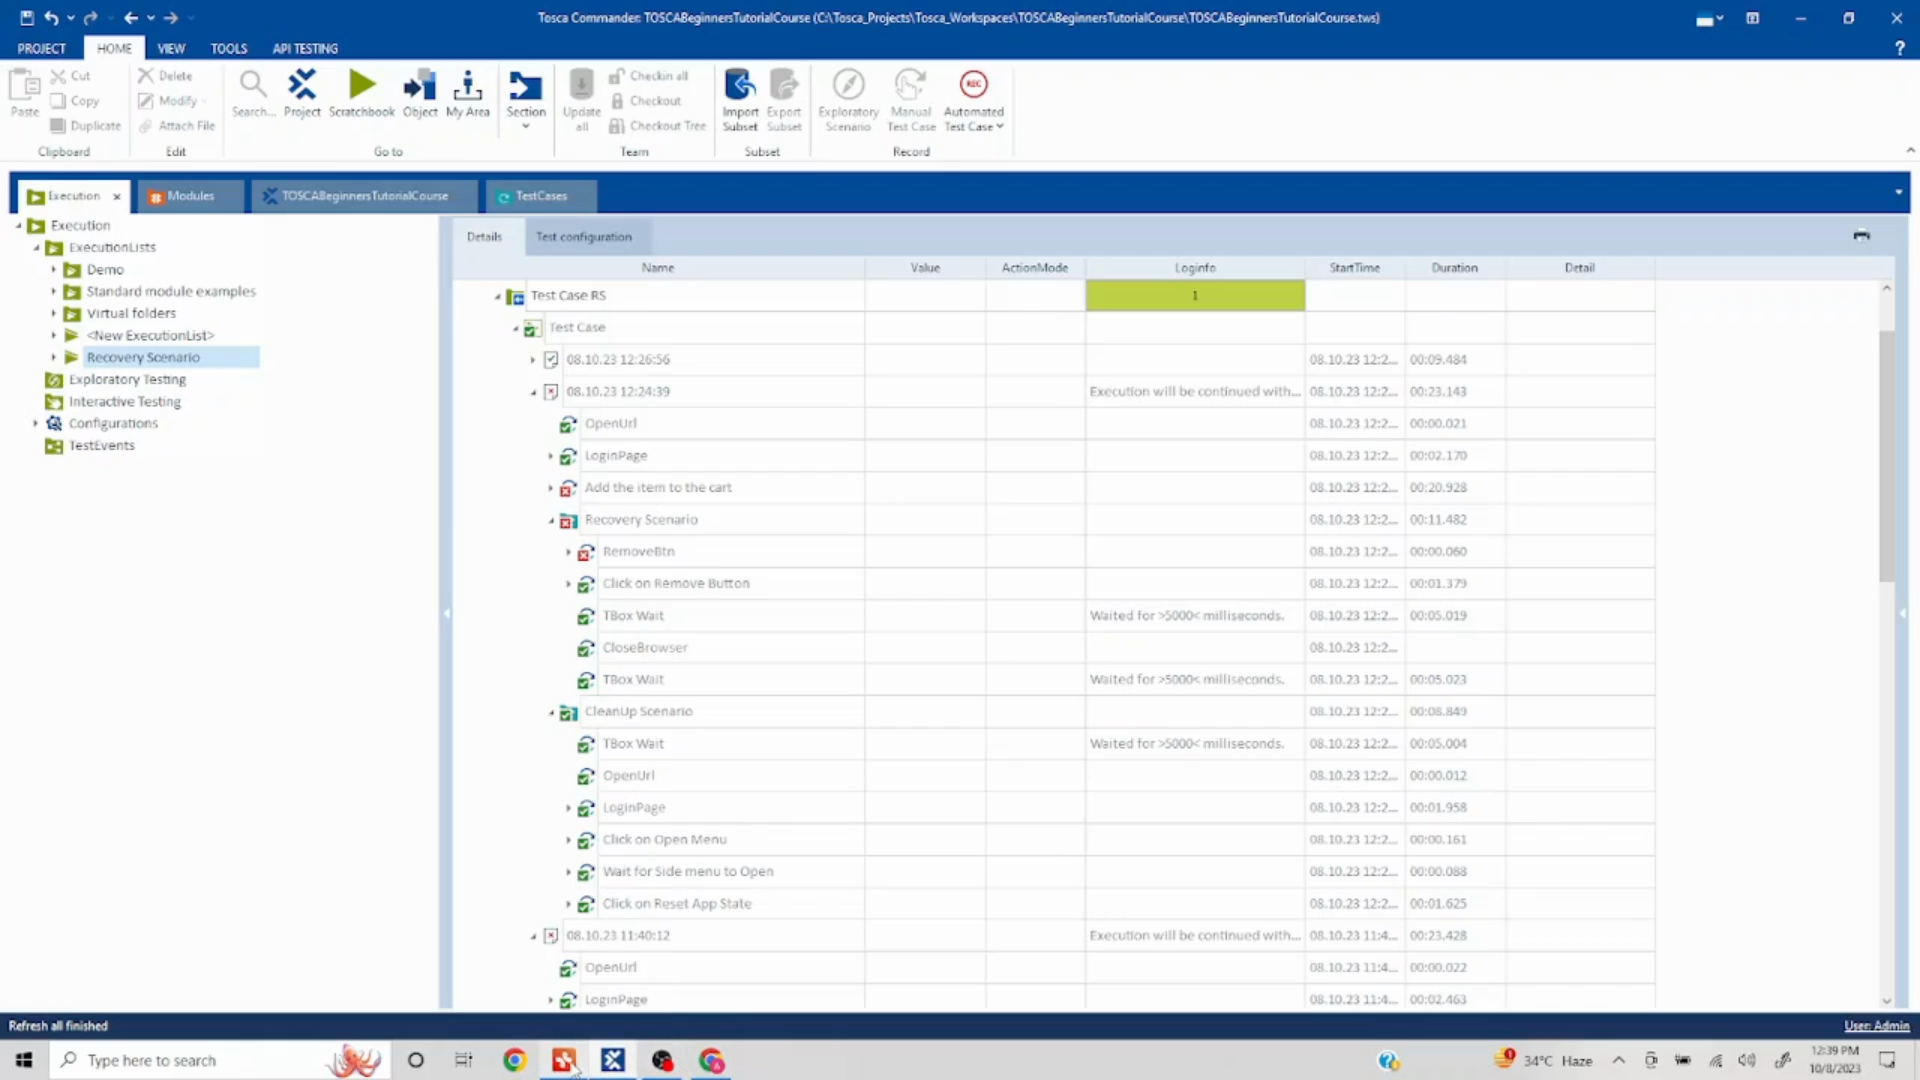 Tosca Commander: TOSCABeginnersTutorialCourse (C:\Tosca_Projects\Tosca_Workspaces\TOSCABeginnersTutorialCourse\TOSCABeginnersTutorialCourse.tws)
PROJECT HOME VIEW TOOLS API TESTING ?
Paste Cut Copy Duplicate Clipboard
Delete Modify Attach File Edit
Search... Project Scratchbook Object My Area Go to
Section
Update all Checkin all Checkout Checkout Tree Team
Import Subset Export Subset Subset
Exploratory Scenario Manual Test Case REC Automated Test Case Record
Execution x Modules TOSCABeginnersTutorialCourse TestCases
Execution
ExecutionLists
Demo
Standard module examples
Virtual folders
<New ExecutionList>
Recovery Scenario
Exploratory Testing
Interactive Testing
Configurations
TestEvents
Details Test configuration
Name Value ActionMode Loginfo StartTime Duration Detail
Test Case RS 1
Test Case
08.10.23 12:26:56 08.10.23 12:2... 00:09.484
08.10.23 12:24:39 Execution will be continued with... 08.10.23 12:2... 00:23.143
OpenUrl 08.10.23 12:2... 00:00.021
LoginPage 08.10.23 12:2... 00:02.170
Add the item to the cart 08.10.23 12:2... 00:20.928
Recovery Scenario 08.10.23 12:2... 00:11.482
RemoveBtn 08.10.23 12:2... 00:00.060
Click on Remove Button 08.10.23 12:2... 00:01.379
TBox Wait Waited for >5000< milliseconds. 08.10.23 12:2... 00:05.019
CloseBrowser 08.10.23 12:2...
TBox Wait Waited for >5000< milliseconds. 08.10.23 12:2... 00:05.023
CleanUp Scenario 08.10.23 12:2... 00:08.849
TBox Wait Waited for >5000< milliseconds. 08.10.23 12:2... 00:05.004
OpenUrl 08.10.23 12:2... 00:00.012
LoginPage 08.10.23 12:2... 00:01.958
Click on Open Menu 08.10.23 12:2... 00:00.161
Wait for Side menu to Open 08.10.23 12:2... 00:00.088
Click on Reset App State 08.10.23 12:2... 00:01.625
08.10.23 11:40:12 Execution will be continued with... 08.10.23 11:4... 00:23.428
OpenUrl 08.10.23 11:4... 00:00.022
LoginPage 08.10.23 11:4... 00:02.463
Refresh all finished User: Admin
Type here to search 34°C Haze 12:39 PM
10/8/2023